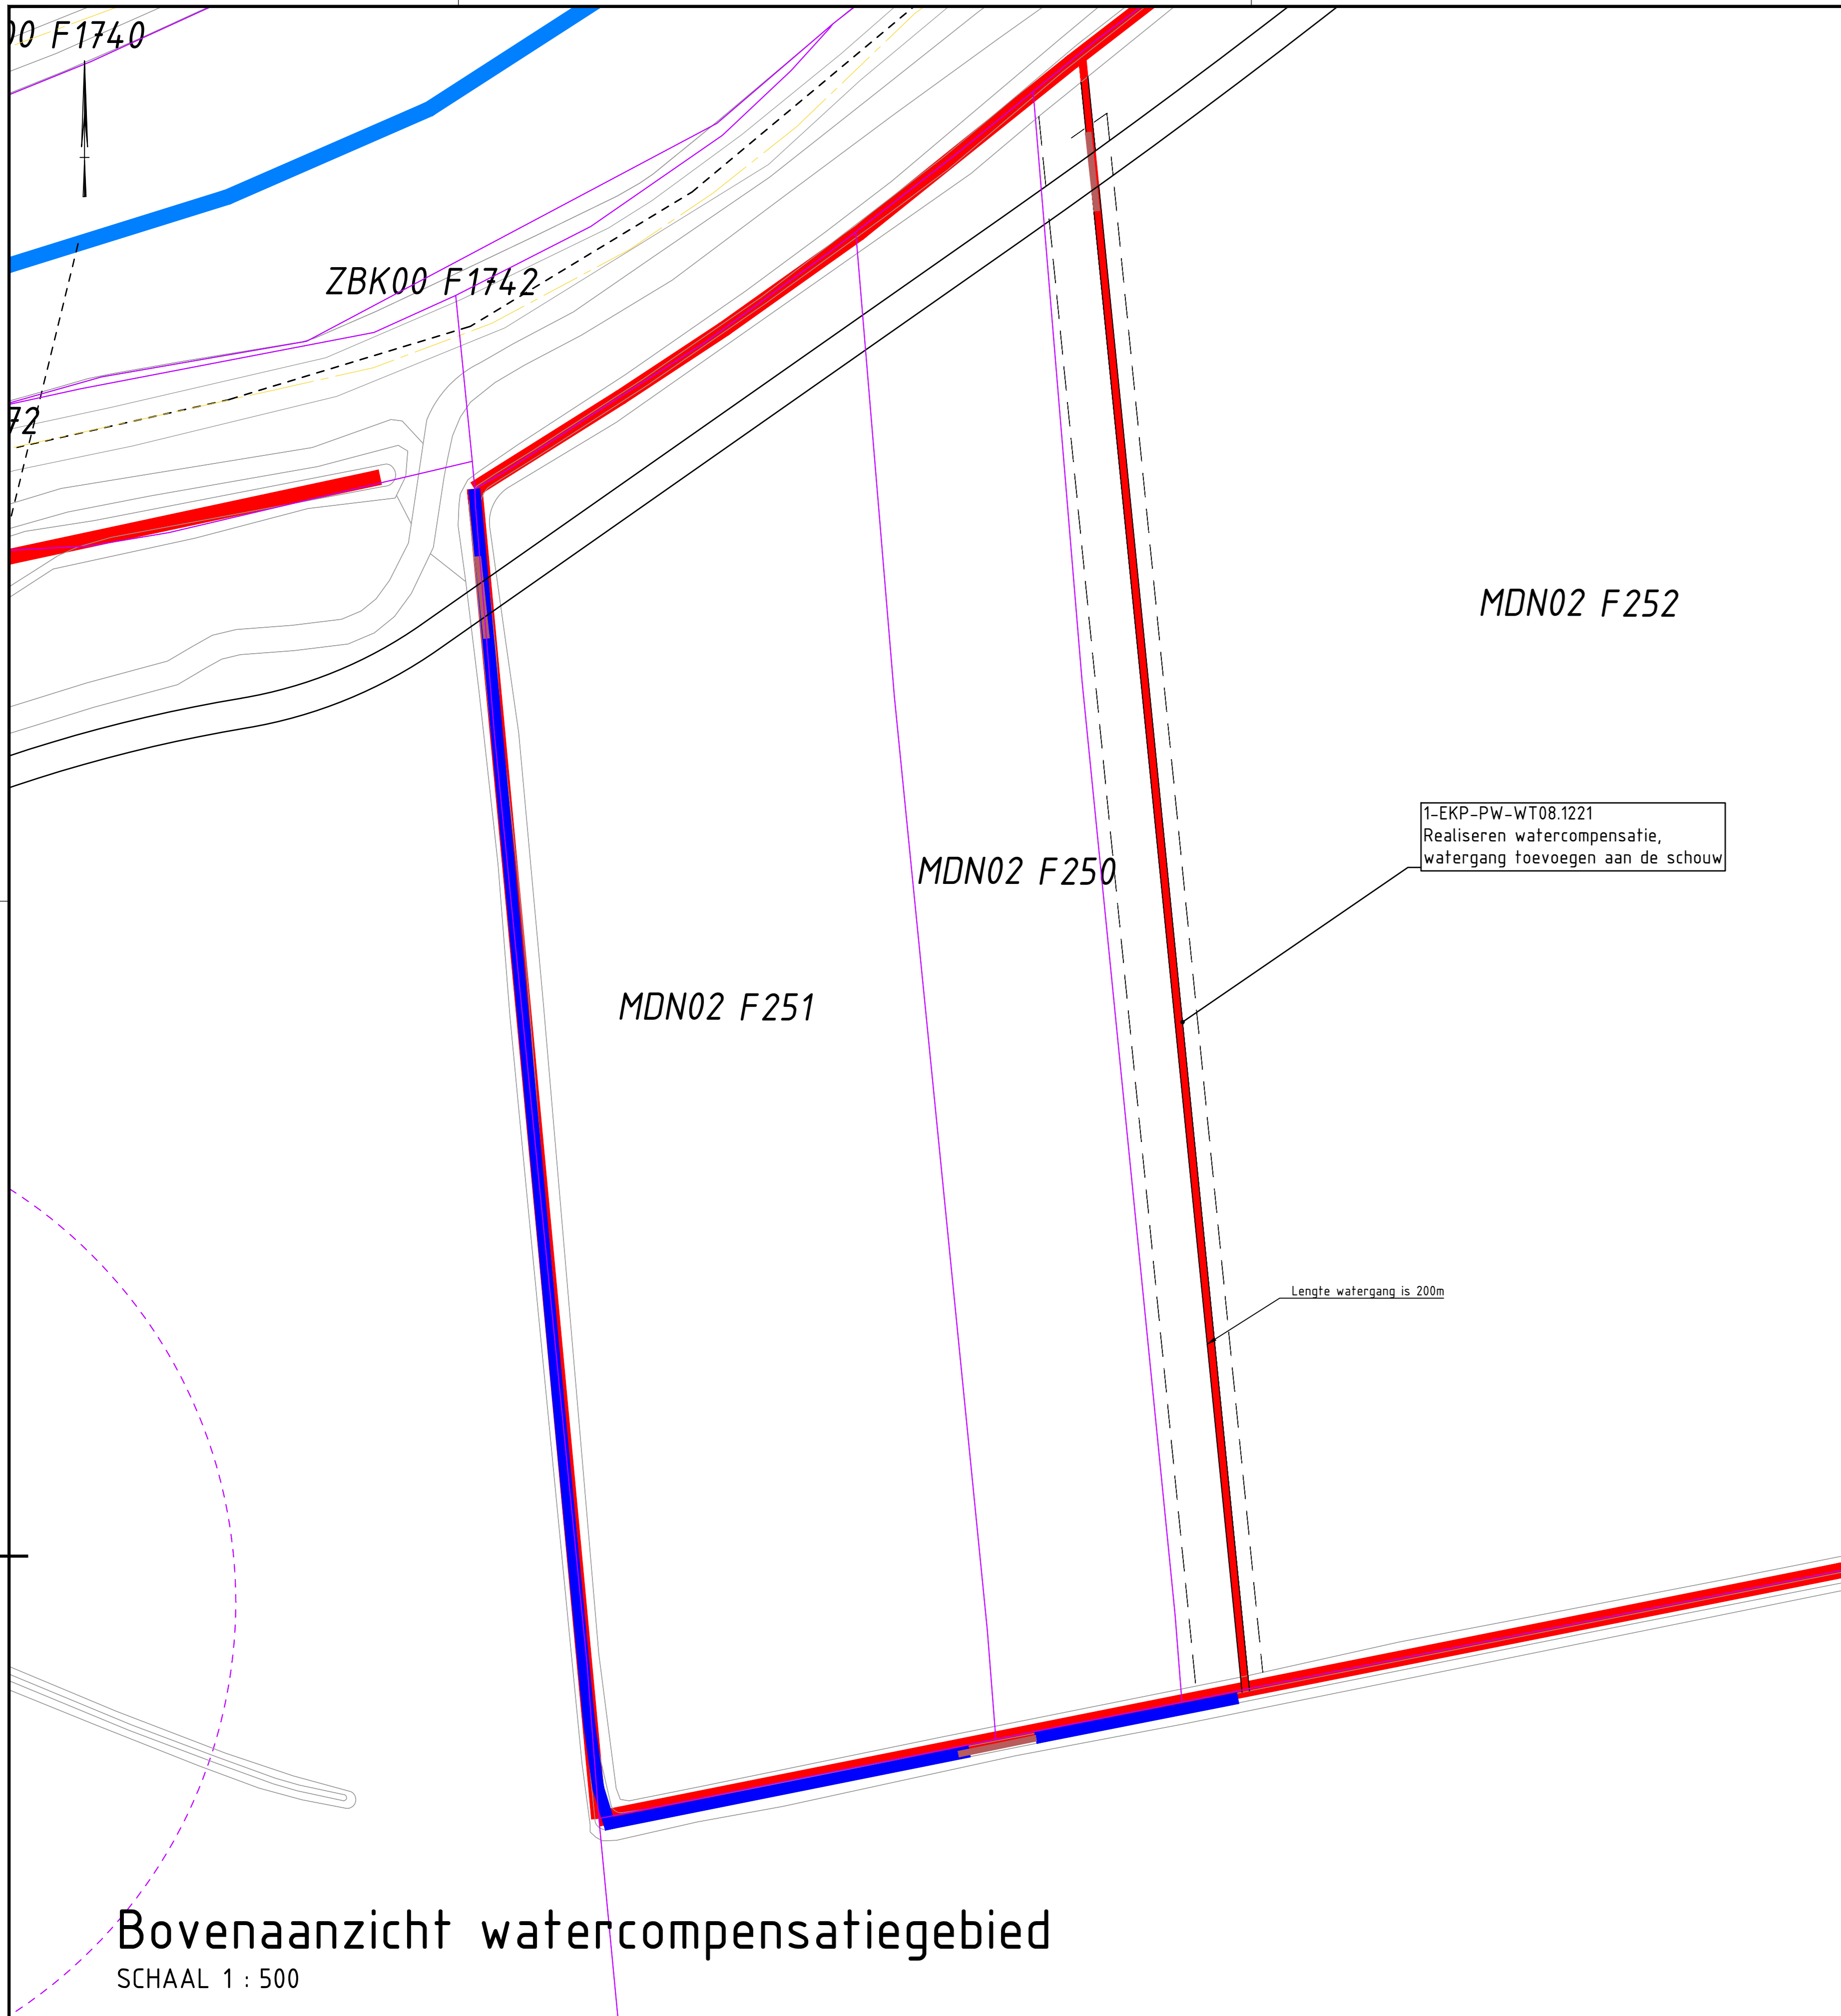 00 F1740
ZBK00 F1742
72
MDN02 F252
1-EKP-PW-WT08.1221
Realiseren watercompensatie,
watergang toevoegen aan de schouw
MDN02 F250
MDN02 F251
Lengte watergang is 200m
Bovenaanzicht watercompensatiegebied
SCHAAL 1 : 500